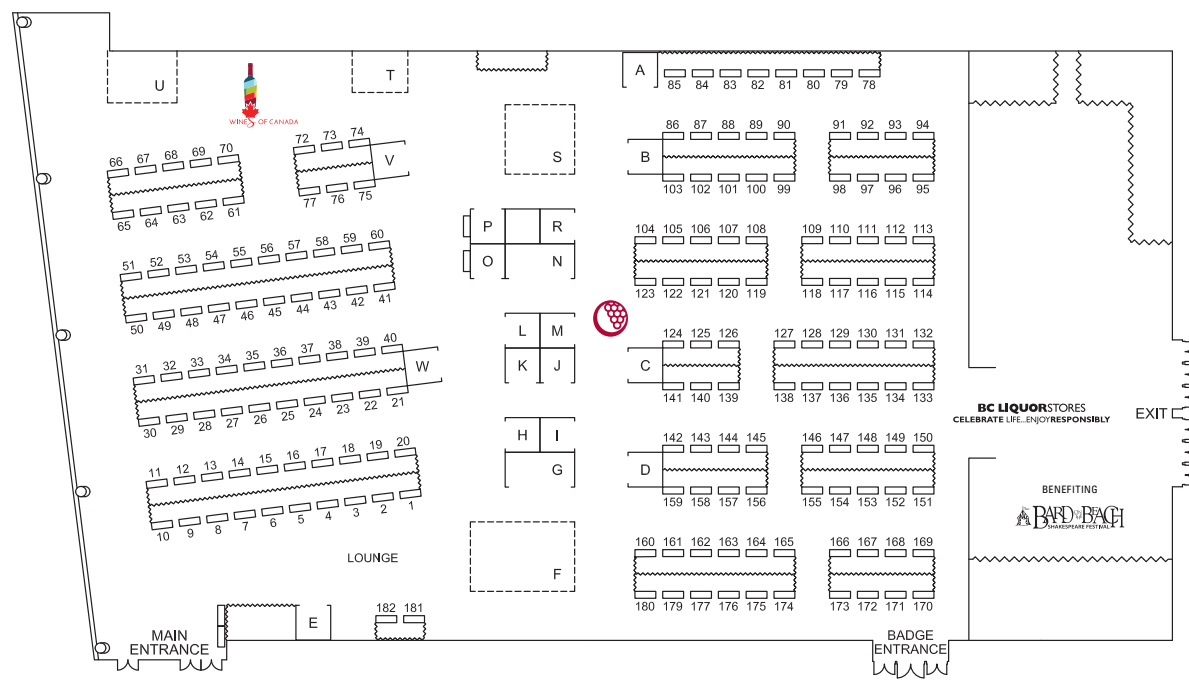 U
T
A
WINES OF CANADA
85 84 83 82 81 80 79 78
72 73 74
66 67 68 69 70
V
77 76 75
65 64 63 62 61
S
86 87 88 89 90
91 92 93 94
B
103 102 101 100 99
98 97 96 95
P
R
O
N
104 105 106 107 108
109 110 111 112 113
123 122 121 120 119
118 117 116 115 114
51 52 53 54 55 56 57 58 59 60
50 49 48 47 46 45 44 43 42 41
L
M
K
J
124 125 126
127 128 129 130 131 132
C
141 140 139
138 137 136 135 134 133
31 32 33 34 35 36 37 38 39 40
W
30 29 28 27 26 25 24 23 22 21
BC LIQUORSTORES
CELEBRATE LIFE...ENJOYRESPONSIBLY
EXIT
H
I
G
142 143 144 145
146 147 148 149 150
D
159 158 157 156
155 154 153 152 151
11 12 13 14 15 16 17 18 19 20
10 9 8 7 6 5 4 3 2 1
BENEFITING
BARD ON THE BEACH
SHAKESPEARE FESTIVAL
LOUNGE
F
160 161 162 163 164 165
166 167 168 169
180 179 177 176 175 174
173 172 171 170
E
182 181
MAIN
ENTRANCE
BADGE
ENTRANCE